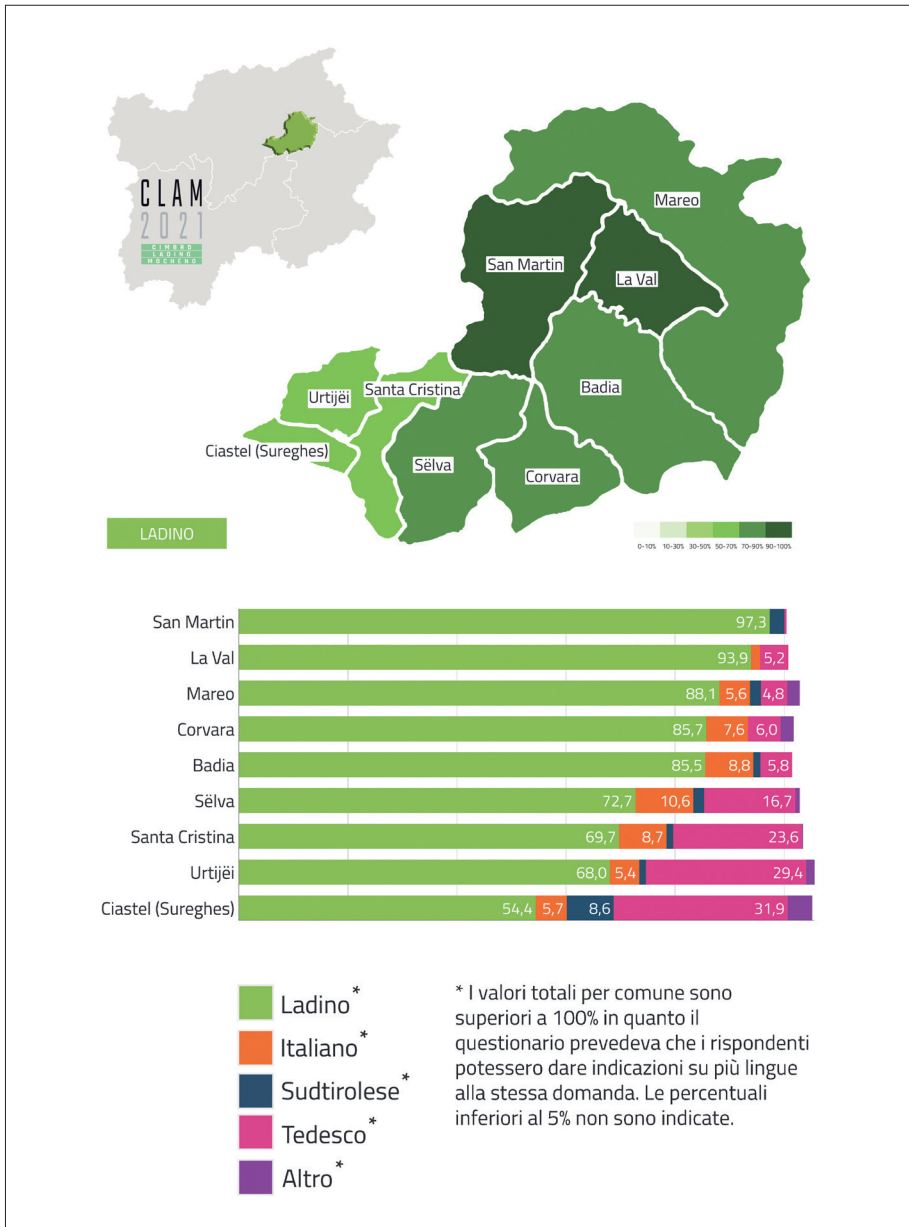 CLAM
2021
CIMBRO
LADINO
MOCHENO
Mareo
San Martin
La Val
Badia
Santa Cristina
Urtijëi
Ciastel (Sureghes)
Sëlva
Corvara
LADINO
0-10% 10-30% 30-50% 50-70% 70-90% 90-100%
San Martin 97,3
La Val 93,9 5,2
Mareo 88,1 5,6 4,8
Corvara 85,7 7,6 6,0
Badia 85,5 8,8 5,8
Sëlva 72,7 10,6 16,7
Santa Cristina 69,7 8,7 23,6
Urtijëi 68,0 5,4 29,4
Ciastel (Sureghes) 54,4 5,7 8,6 31,9
Ladino*
Italiano*
Sudtirolese*
Tedesco*
Altro*
* I valori totali per comune sono
superiori a 100% in quanto il
questionario prevedeva che i rispondenti
potessero dare indicazioni su più lingue
alla stessa domanda. Le percentuali
inferiori al 5% non sono indicate.